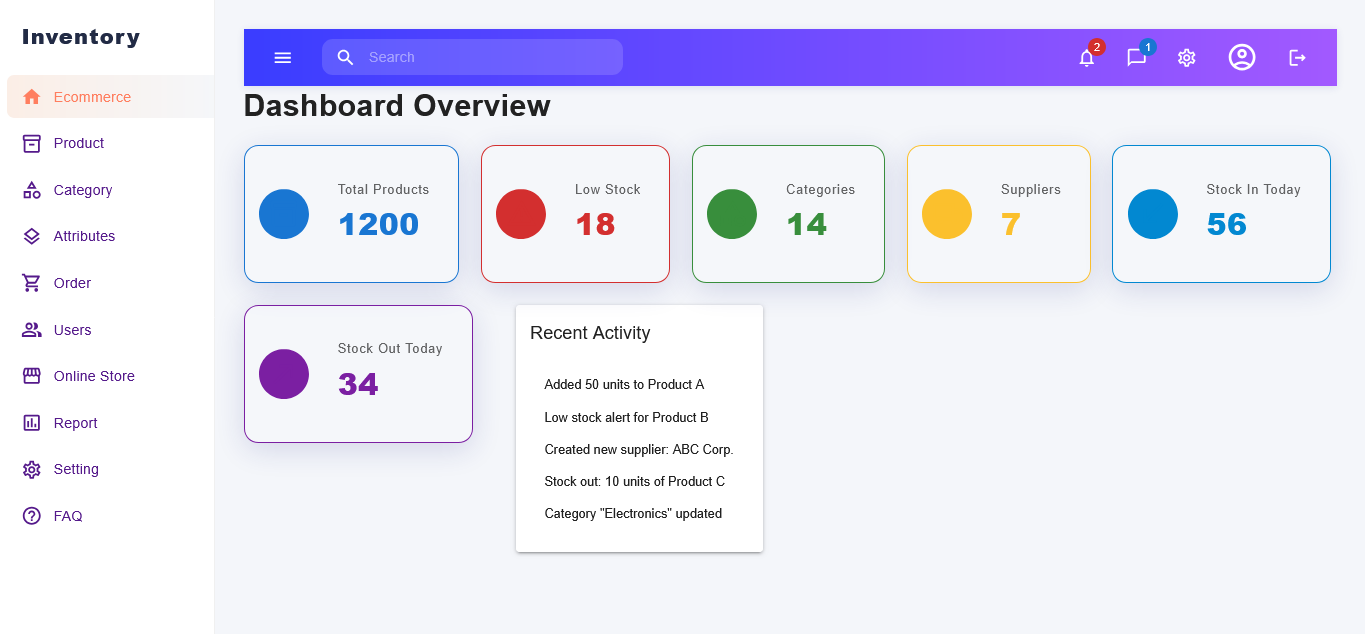 Inventory
Ecommerce
Product
Category
Attributes
Order
Users
Online Store
Report
Setting
FAQ
Search
2
1
Dashboard Overview
Total Products
1200
Low Stock
18
Categories
14
Suppliers
7
Stock In Today
56
Stock Out Today
34
Recent Activity
Added 50 units to Product A
Low stock alert for Product B
Created new supplier: ABC Corp.
Stock out: 10 units of Product C
Category "Electronics" updated